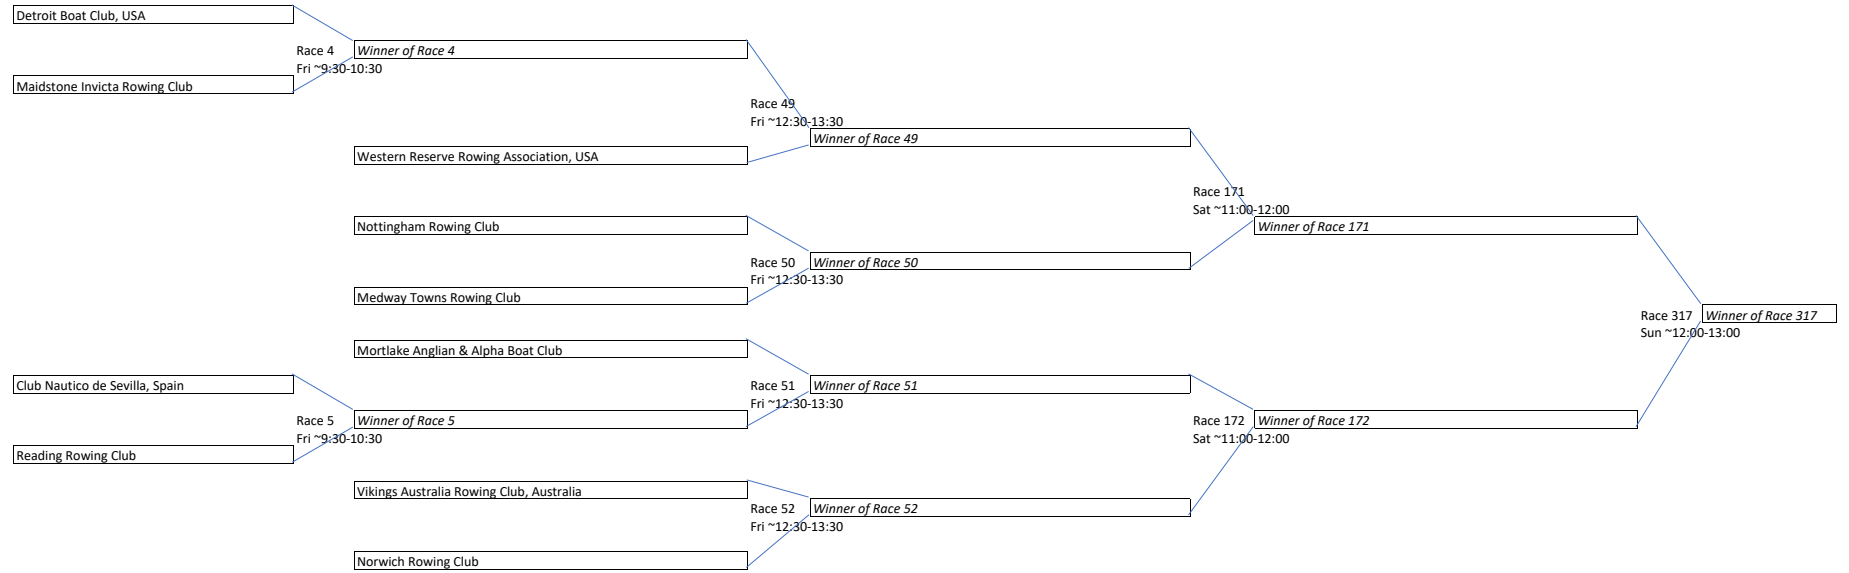 Detroit Boat Club, USA
Race 4
Winner of Race 4
Fri ~9:30-10:30
Maidstone Invicta Rowing Club
Race 49
Fri ~12:30-13:30
Winner of Race 49
Western Reserve Rowing Association, USA
Race 171
Sat ~11:00-12:00
Winner of Race 171
Nottingham Rowing Club
Race 50
Winner of Race 50
Fri ~12:30-13:30
Medway Towns Rowing Club
Race 317
Winner of Race 317
Sun ~12:00-13:00
Mortlake Anglian & Alpha Boat Club
Club Nautico de Sevilla, Spain
Race 51
Winner of Race 51
Fri ~12:30-13:30
Race 5
Winner of Race 5
Fri ~9:30-10:30
Race 172
Winner of Race 172
Sat ~11:00-12:00
Reading Rowing Club
Vikings Australia Rowing Club, Australia
Race 52
Winner of Race 52
Fri ~12:30-13:30
Norwich Rowing Club